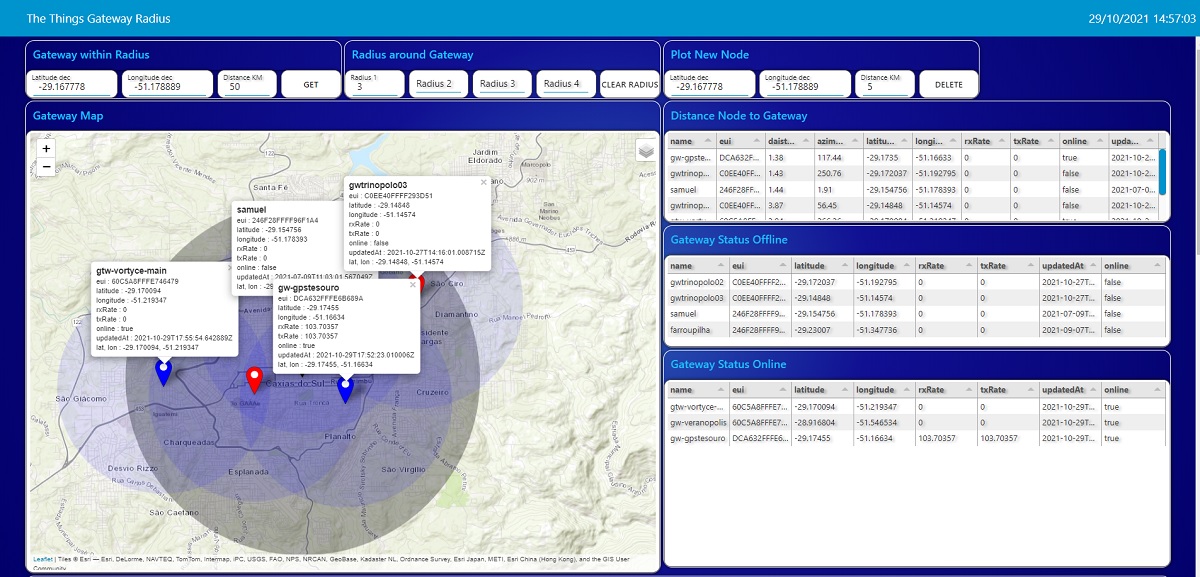 The Things Gateway Radius
29/10/2021 14:57:03
Gateway within Radius
Latitude dec
-29.167778
Longitude dec
-51.178889
Distance KM
50
GET
Radius around Gateway
Radius 1
3
Radius 2
Radius 3
Radius 4
CLEAR RADIUS
Plot New Node
Latitude dec
-29.167778
Longitude dec
-51.178889
Distance KM
5
DELETE
Gateway Map
+
−
Jardim
Eldorado
Marcopolo
902 m
Santa Fé
San
Marino
Neobus
453
122
gwtrinopolo03
×
eui : C0EE40FFFF293D51
latitude : -29.14848
longitude : -51.14574
rxRate : 0
txRate : 0
online : false
updatedAt : 2021-10-27T14:16:01.008715Z
lat, lon : -29.14848, -51.14574
samuel
eui : 246F28FFFF96F1A4
latitude : -29.154756
longitude : -51.178393
rxRate : 0
txRate : 0
online : false
updatedAt : 2021-07-09T11:03:01.567049Z
gtw-vortyce-main
eui : 60C5A8FFFE746479
latitude : -29.170094
longitude : -51.219347
rxRate : 0
txRate : 0
online : true
updatedAt : 2021-10-29T17:55:54.642889Z
lat, lon : -29.170094, -51.219347
gw-gpstesouro
×
eui : DCA632FFFE6B689A
latitude : -29.17455
longitude : -51.16634
rxRate : 103.70357
txRate : 103.70357
online : true
updatedAt : 2021-10-29T17:52:23.010006Z
lat, lon : -29.17455, -51.16634
São Ciro
Diamantino
Caxias do Sul
Cruzeiro
São Giácomo
Charqueadas
Planalto
Desvio Rizzo
Esplanada
São Virgílio
São Caetano
Leaflet | Tiles © Esri — Esri, DeLorme, NAVTEQ, TomTom, Intermap, iPC, USGS, FAO, NPS, NRCAN, GeoBase, Kadaster NL, Ordnance Survey, Esri Japan, METI, Esri China (Hong Kong), and the GIS User
Community
Distance Node to Gateway
name eui daist... azim... latitu... longi... rxRate txRate online upda...
gw-gpste... DCA632F... 1.38 117.44 -29.1735 -51.16633 0 0 true 2021-10-2...
gwtrinop... C0EE40FF... 1.43 250.76 -29.172037 -51.192795 0 0 false 2021-10-2...
samuel 246F28FF... 1.44 1.91 -29.154756 -51.178393 0 0 false 2021-07-0...
gwtrinop... C0EE40FF... 3.87 56.45 -29.14848 -51.14574 0 0 false 2021-10-2...
Gateway Status Offline
name eui latitude longitude rxRate txRate updatedAt online
gwtrinopolo02 C0EE40FFFF2... -29.172037 -51.192795 0 0 2021-10-27T... false
gwtrinopolo03 C0EE40FFFF2... -29.14848 -51.14574 0 0 2021-10-27T... false
samuel 246F28FFFF9... -29.154756 -51.178393 0 0 2021-07-09T... false
farroupilha 246F28FFFF9... -29.23007 -51.347736 0 0 2021-09-07T... false
Gateway Status Online
name eui latitude longitude rxRate txRate updatedAt online
gtw-vortyce-... 60C5A8FFFE7... -29.170094 -51.219347 0 0 2021-10-29T... true
gw-veranopolis 60C5A8FFFE7... -28.916804 -51.546534 0 0 2021-10-29T... true
gw-gpstesouro DCA632FFFE6... -29.17455 -51.16634 103.70357 103.70357 2021-10-29T... true